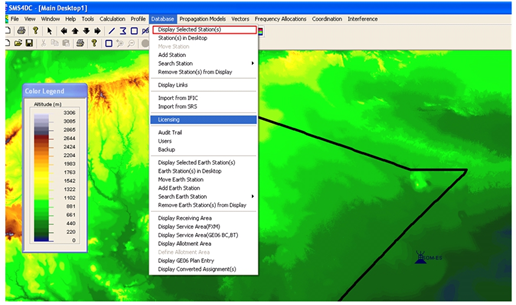 SMS4DC - [Main Desktop1]
File View Window Help Tools Calculation Profile Database Propagation Models Vectors Frequency Allocations Coordination Interference
Display Selected Station(s)
Station(s) in Desktop
Move Station
Add Station
Search Station
Remove Station(s) from Display
Display Links
Import from IFIC
Import from SRS
Licensing
Audit Trail
Users
Backup
Display Selected Earth Station(s)
Earth Station(s) in Desktop
Move Earth Station
Add Earth Station
Search Earth Station
Remove Earth Station(s) from Display
Display Receiving Area
Display Service Area(FXM)
Display Service Area(GE06 BC,BT)
Display Allotment Area
Define Allotment Area
Display GE06 Plan Entry
Display Converted Assignment(s)
Color Legend
Altitude (m)
3306
3085
2865
2644
2424
2204
1983
1763
1542
1322
1102
881
661
440
220
0